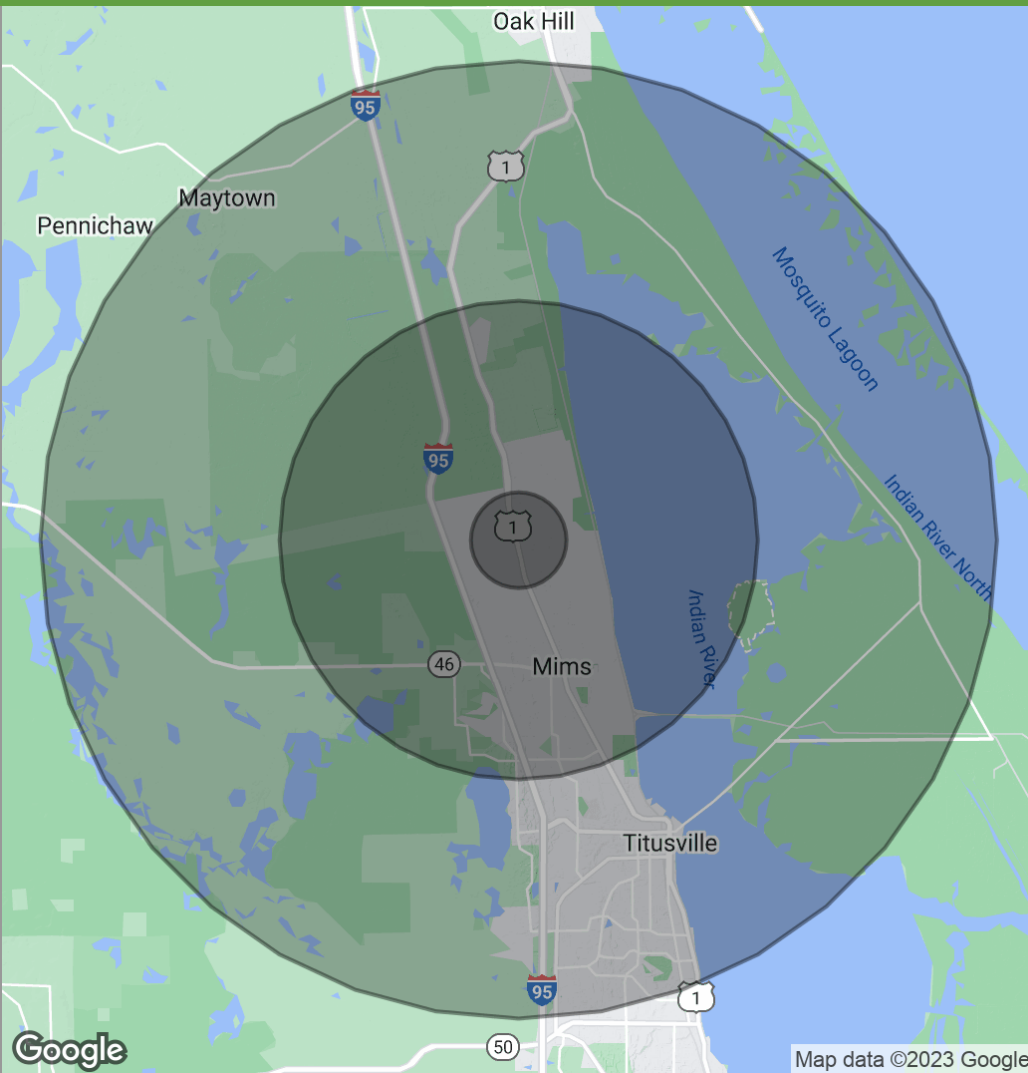 Oak Hill
95
1
Maytown
Pennichaw
Mosquito Lagoon
95
Indian River North
1
Indian River
46
Mims
Titusville
95
1
50
Google
Map data ©2023 Google